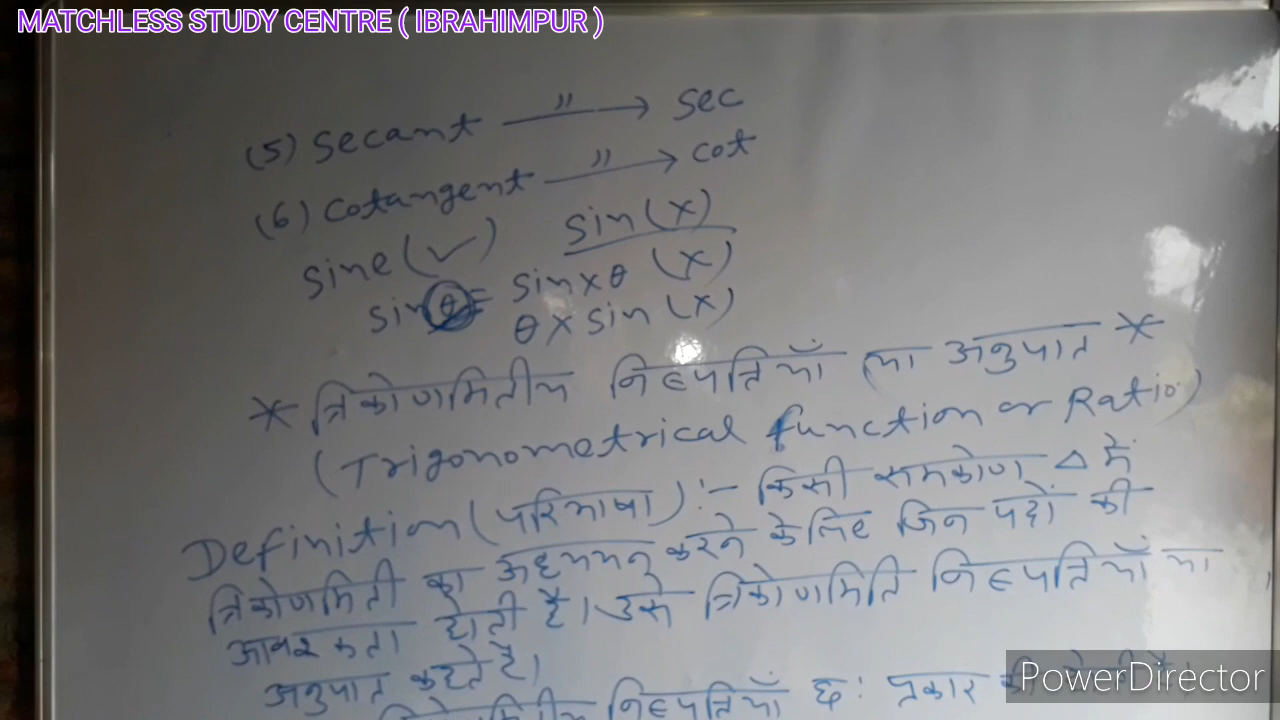 MATCHLESS STUDY CENTRE ( IBRAHIMPUR )
(5) Secant —"→ Sec
(6) Cotangent —"→ Cot
Sine (✓) Sin (×)
Sinθ = Sin×θ (×)
θ×Sin (×)
* त्रिकोणमितीय निष्पत्तियाँ या अनुपात *
(Trigonometrical function or Ratio)
Definition (परिभाषा) :- किसी समकोण △ में
त्रिकोणमिती का अध्ययन करने के लिए जिन पदों की
आवश्कता होती है। उसे त्रिकोणमिति निष्पत्तियाँ या
अनुपात कहते है।
निष्पत्तियाँ छः प्रकार की
PowerDirector